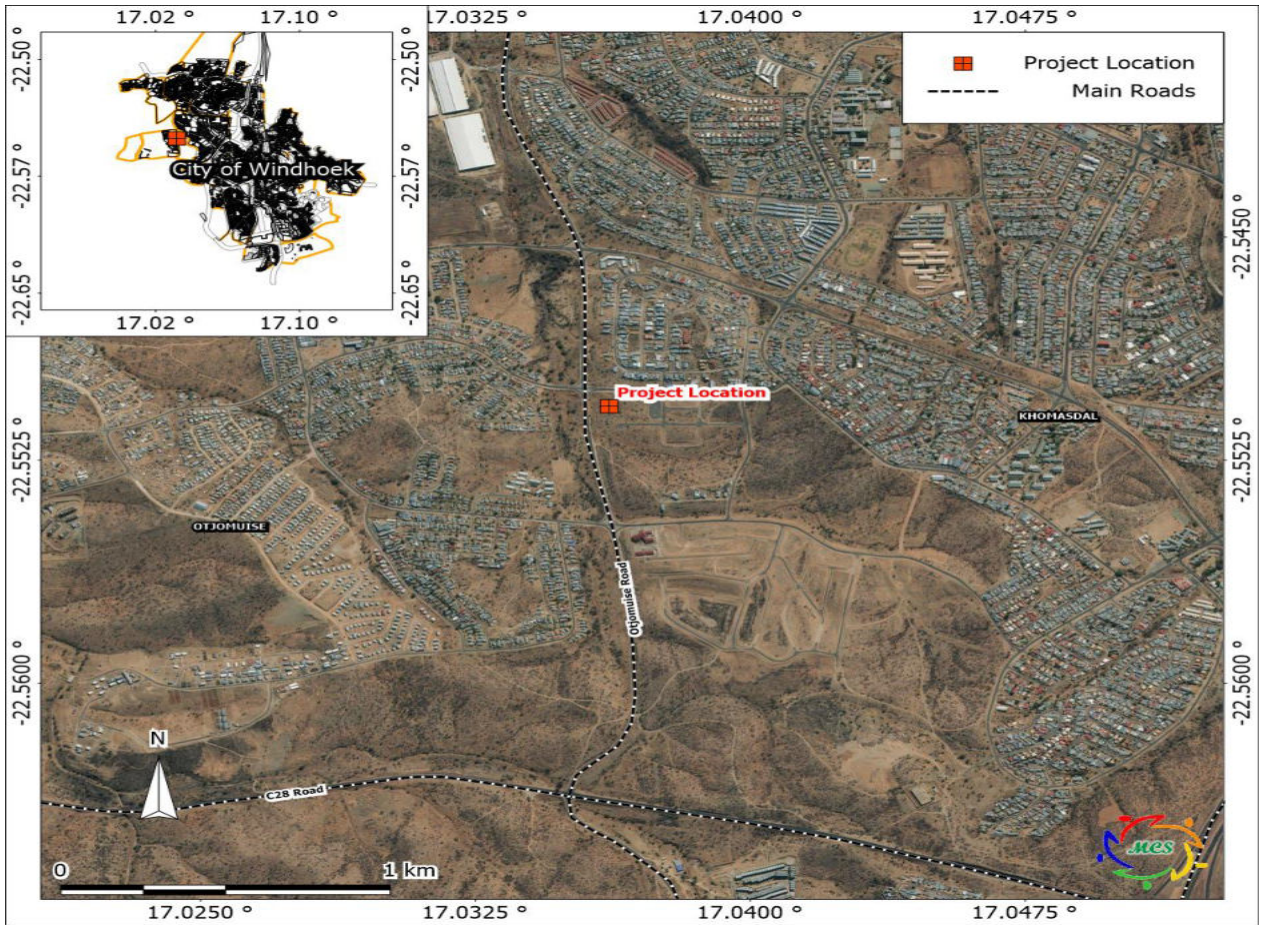 17.02 °
17.10 °
17.0325 °
17.0400 °
17.0475 °
-22.50 °
-22.57 °
-22.65 °
-22.50 °
-22.57 °
-22.65 °
City of Windhoek
17.02 °
17.10 °
Project Location
Main Roads
-22.5450 °
Project Location
KHOMASDAL
-22.5525 °
-22.5525 °
OTJOMUISE
Otjomuise Road
-22.5600 °
-22.5600 °
N
C28 Road
MCS
0
1 km
17.0250 °
17.0325 °
17.0400 °
17.0475 °